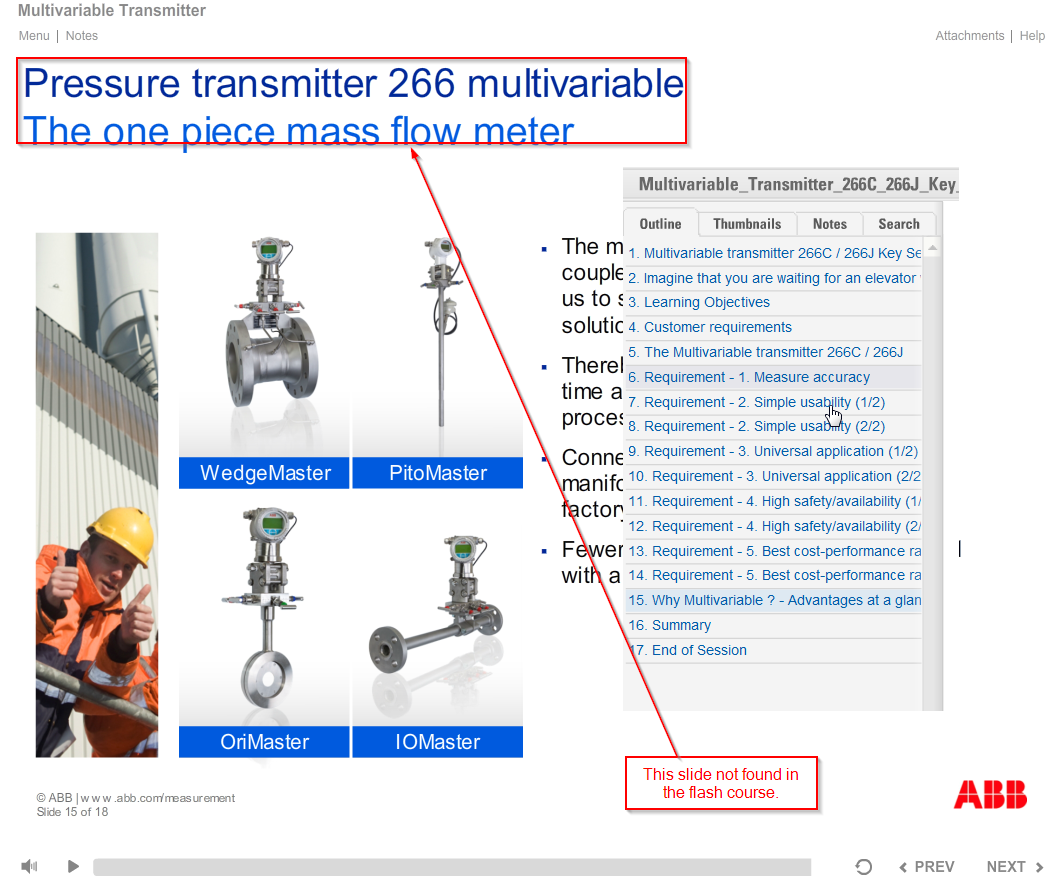 Multivariable Transmitter
Menu | Notes
Attachments | Help
Pressure transmitter 266 multivariable
The one piece mass flow meter
WedgeMaster
PitoMaster
OriMaster
IOMaster
The m
couple
us to s
solutio
time a
proces
Conne
manifo
factory
Fewer
with a
Multivariable_Transmitter_266C_266J_Key_
Outline
Thumbnails
Notes
Search
1. Multivariable transmitter 266C / 266J Key Se
2. Imagine that you are waiting for an elevator
3. Learning Objectives
4. Customer requirements
5. The Multivariable transmitter 266C / 266J
6. Requirement - 1. Measure accuracy
7. Requirement - 2. Simple usability (1/2)
8. Requirement - 2. Simple usability (2/2)
9. Requirement - 3. Universal application (1/2)
10. Requirement - 3. Universal application (2/2
11. Requirement - 4. High safety/availability (1/
12. Requirement - 4. High safety/availability (2/
13. Requirement - 5. Best cost-performance ra
14. Requirement - 5. Best cost-performance ra
15. Why Multivariable ? - Advantages at a glan
16. Summary
17. End of Session
This slide not found in
the flash course.
© ABB | www.abb.com/measurement
Slide 15 of 18
ABB
PREV
NEXT